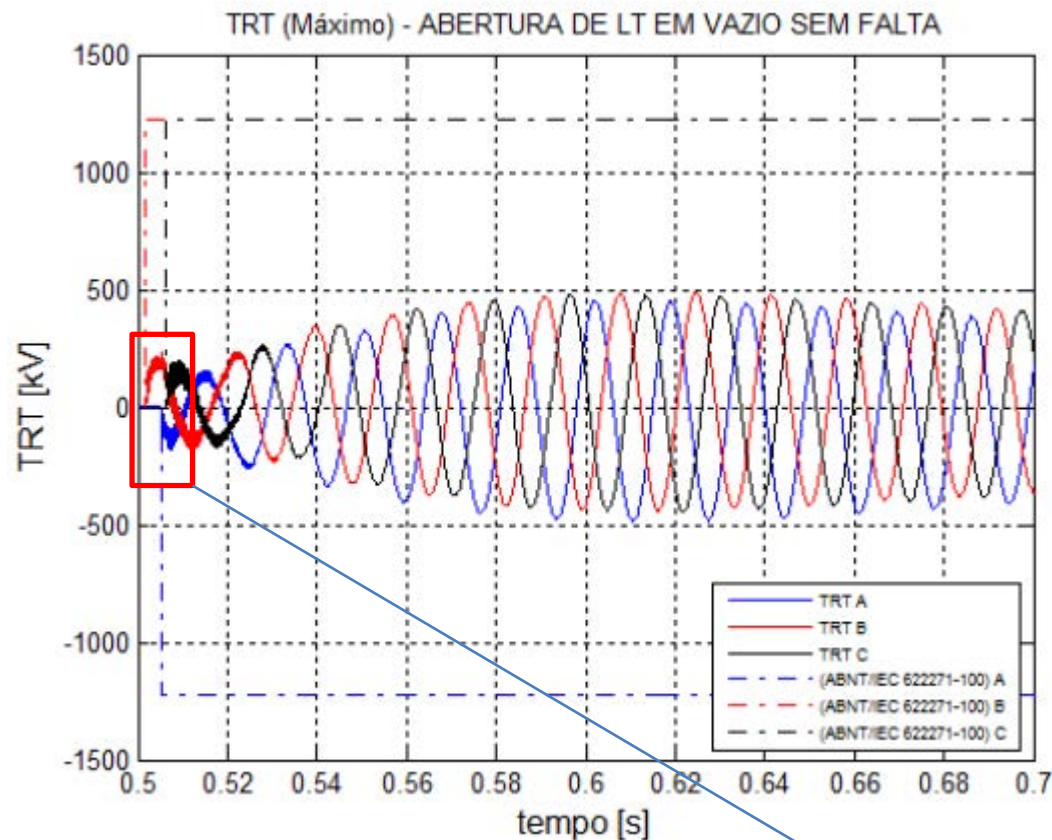 TRT (Máximo) - ABERTURA DE LT EM VAZIO SEM FALTA
1500
1000
500
0
-500
-1000
-1500
TRT [kV]
0.5 0.52 0.54 0.56 0.58 0.6 0.62 0.64 0.66 0.68 0.7
tempo [s]
TRT A
TRT B
TRT C
(ABNT/IEC 622271-100) A
(ABNT/IEC 622271-100) B
(ABNT/IEC 622271-100) C